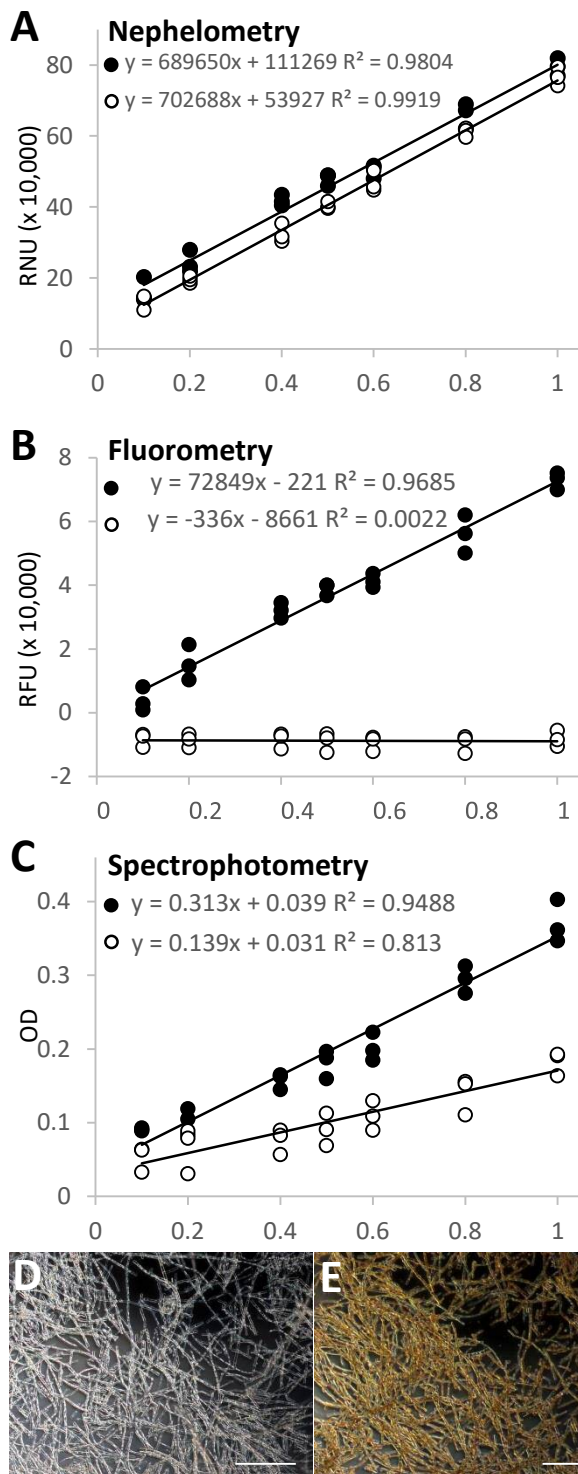 A
Nephelometry
● y = 689650x + 111269 R² = 0.9804
○ y = 702688x + 53927 R² = 0.9919
RNU (x 10,000)
80
60
40
20
0
0 0.2 0.4 0.6 0.8 1
B
Fluorometry
● y = 72849x - 221 R² = 0.9685
○ y = -336x - 8661 R² = 0.0022
RFU (x 10,000)
8
6
4
2
0
-2
0 0.2 0.4 0.6 0.8 1
C
Spectrophotometry
● y = 0.313x + 0.039 R² = 0.9488
○ y = 0.139x + 0.031 R² = 0.813
OD
0.4
0.3
0.2
0.1
0
0 0.2 0.4 0.6 0.8 1
D
E